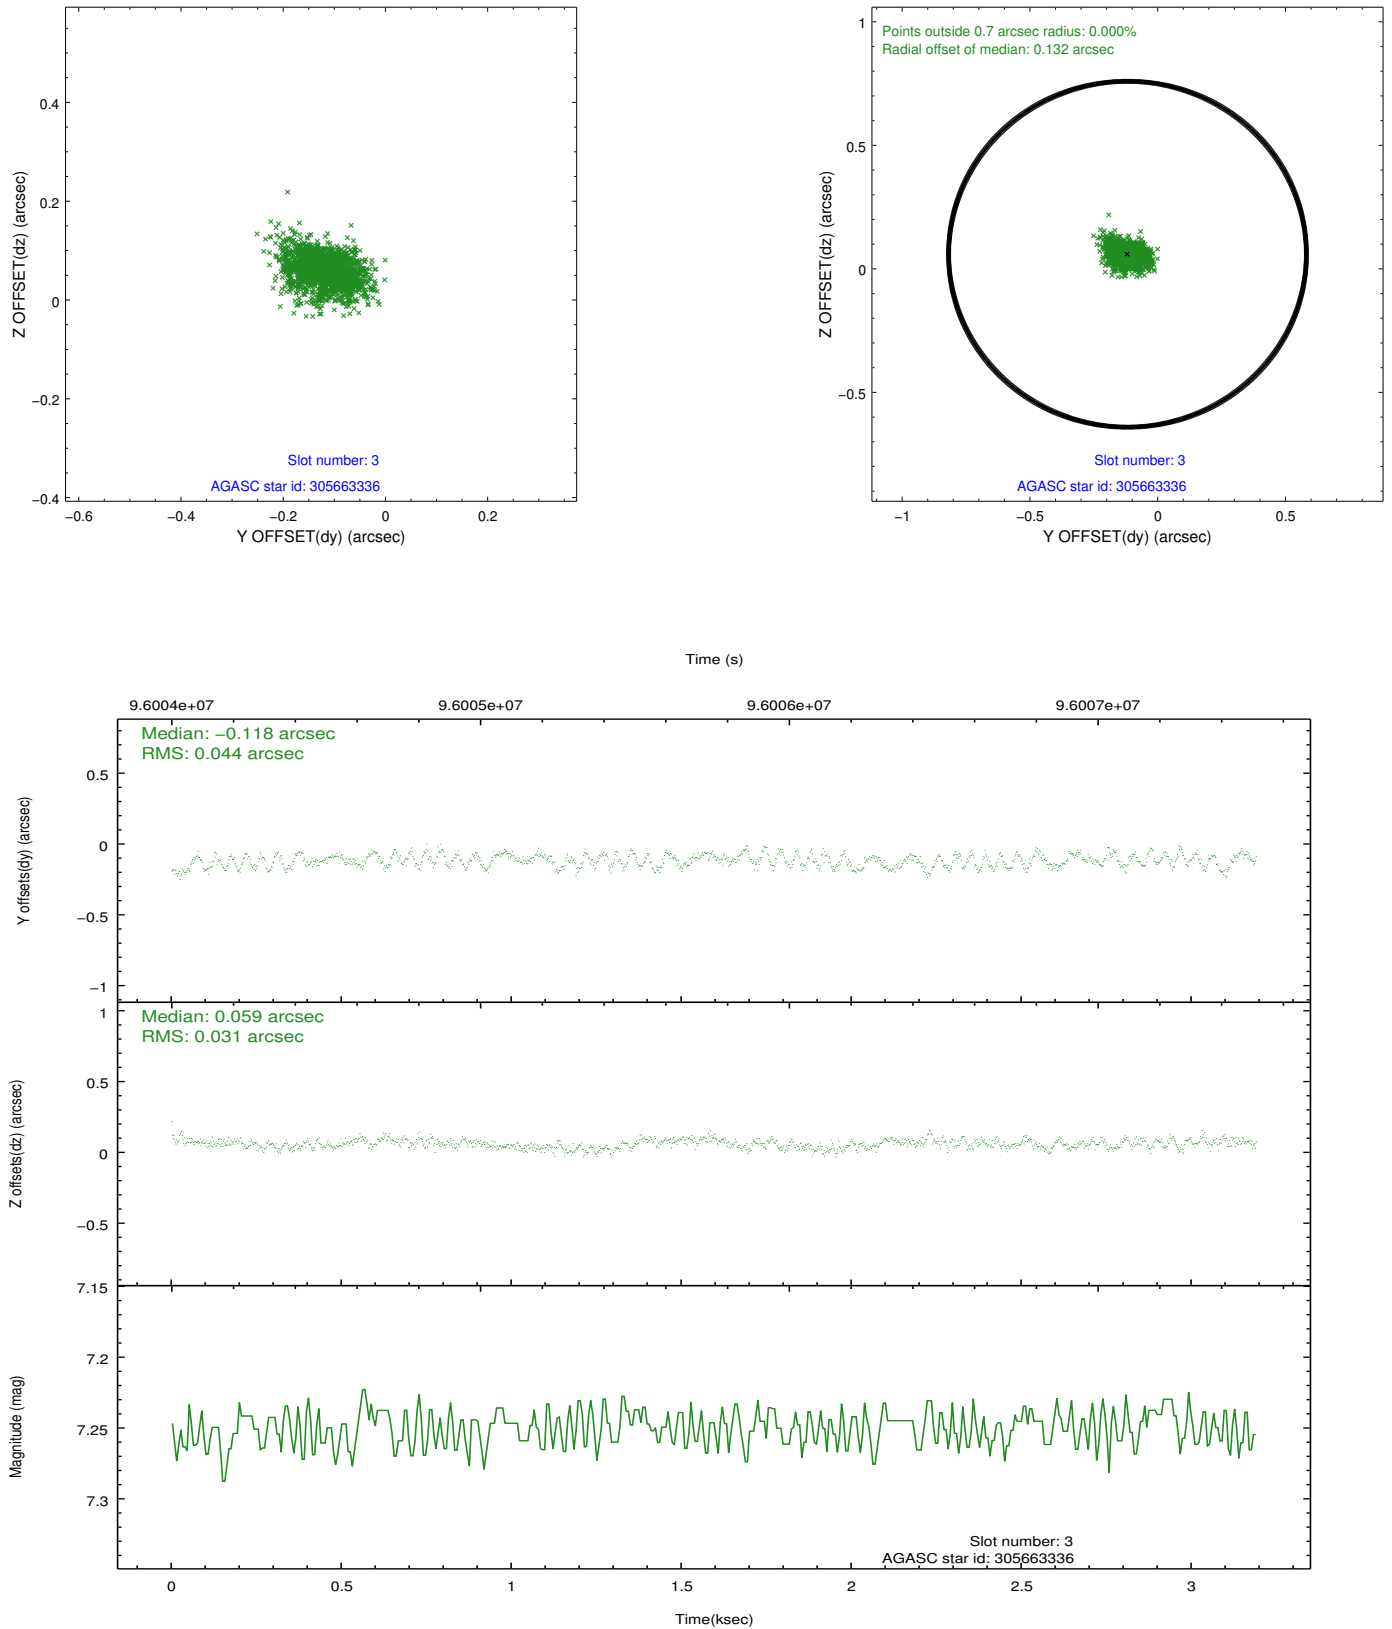 0.4
0.2
0
−0.2
−0.4
−0.6
−0.4
−0.2
0
0.2
Z OFFSET(dz) (arcsec)
Y OFFSET(dy) (arcsec)
Slot number: 3
AGASC star id: 305663336
Points outside 0.7 arcsec radius: 0.000%
Radial offset of median: 0.132 arcsec
1
0.5
0
−0.5
−1
−0.5
0
0.5
Z OFFSET(dz) (arcsec)
Y OFFSET(dy) (arcsec)
Slot number: 3
AGASC star id: 305663336
Time (s)
9.6004e+07
9.6005e+07
9.6006e+07
9.6007e+07
Median: −0.118 arcsec
RMS: 0.044 arcsec
0.5
0
−0.5
−1
Y offsets(dy) (arcsec)
Median: 0.059 arcsec
RMS: 0.031 arcsec
1
0.5
0
−0.5
Z offsets(dz) (arcsec)
7.15
7.2
7.25
7.3
Magnitude (mag)
Slot number: 3
AGASC star id: 305663336
0
0.5
1
1.5
2
2.5
3
Time(ksec)